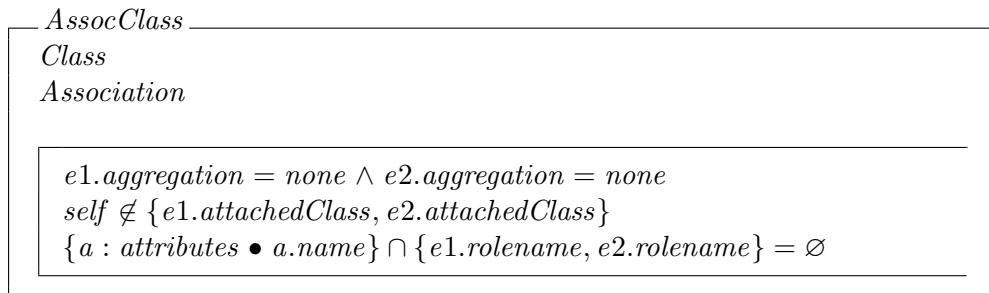 AssocClass
Class
Association
e1.aggregation = none ∧ e2.aggregation = none
self ∉ {e1.attachedClass, e2.attachedClass}
{a : attributes • a.name} ∩ {e1.rolename, e2.rolename} = ∅